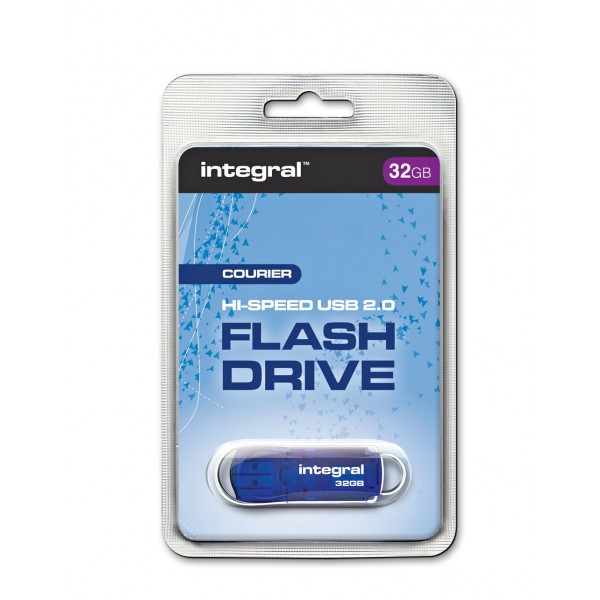 integral™
32GB
COURIER
HI-SPEED USB 2.0
FLASH
DRIVE
integral
32GB